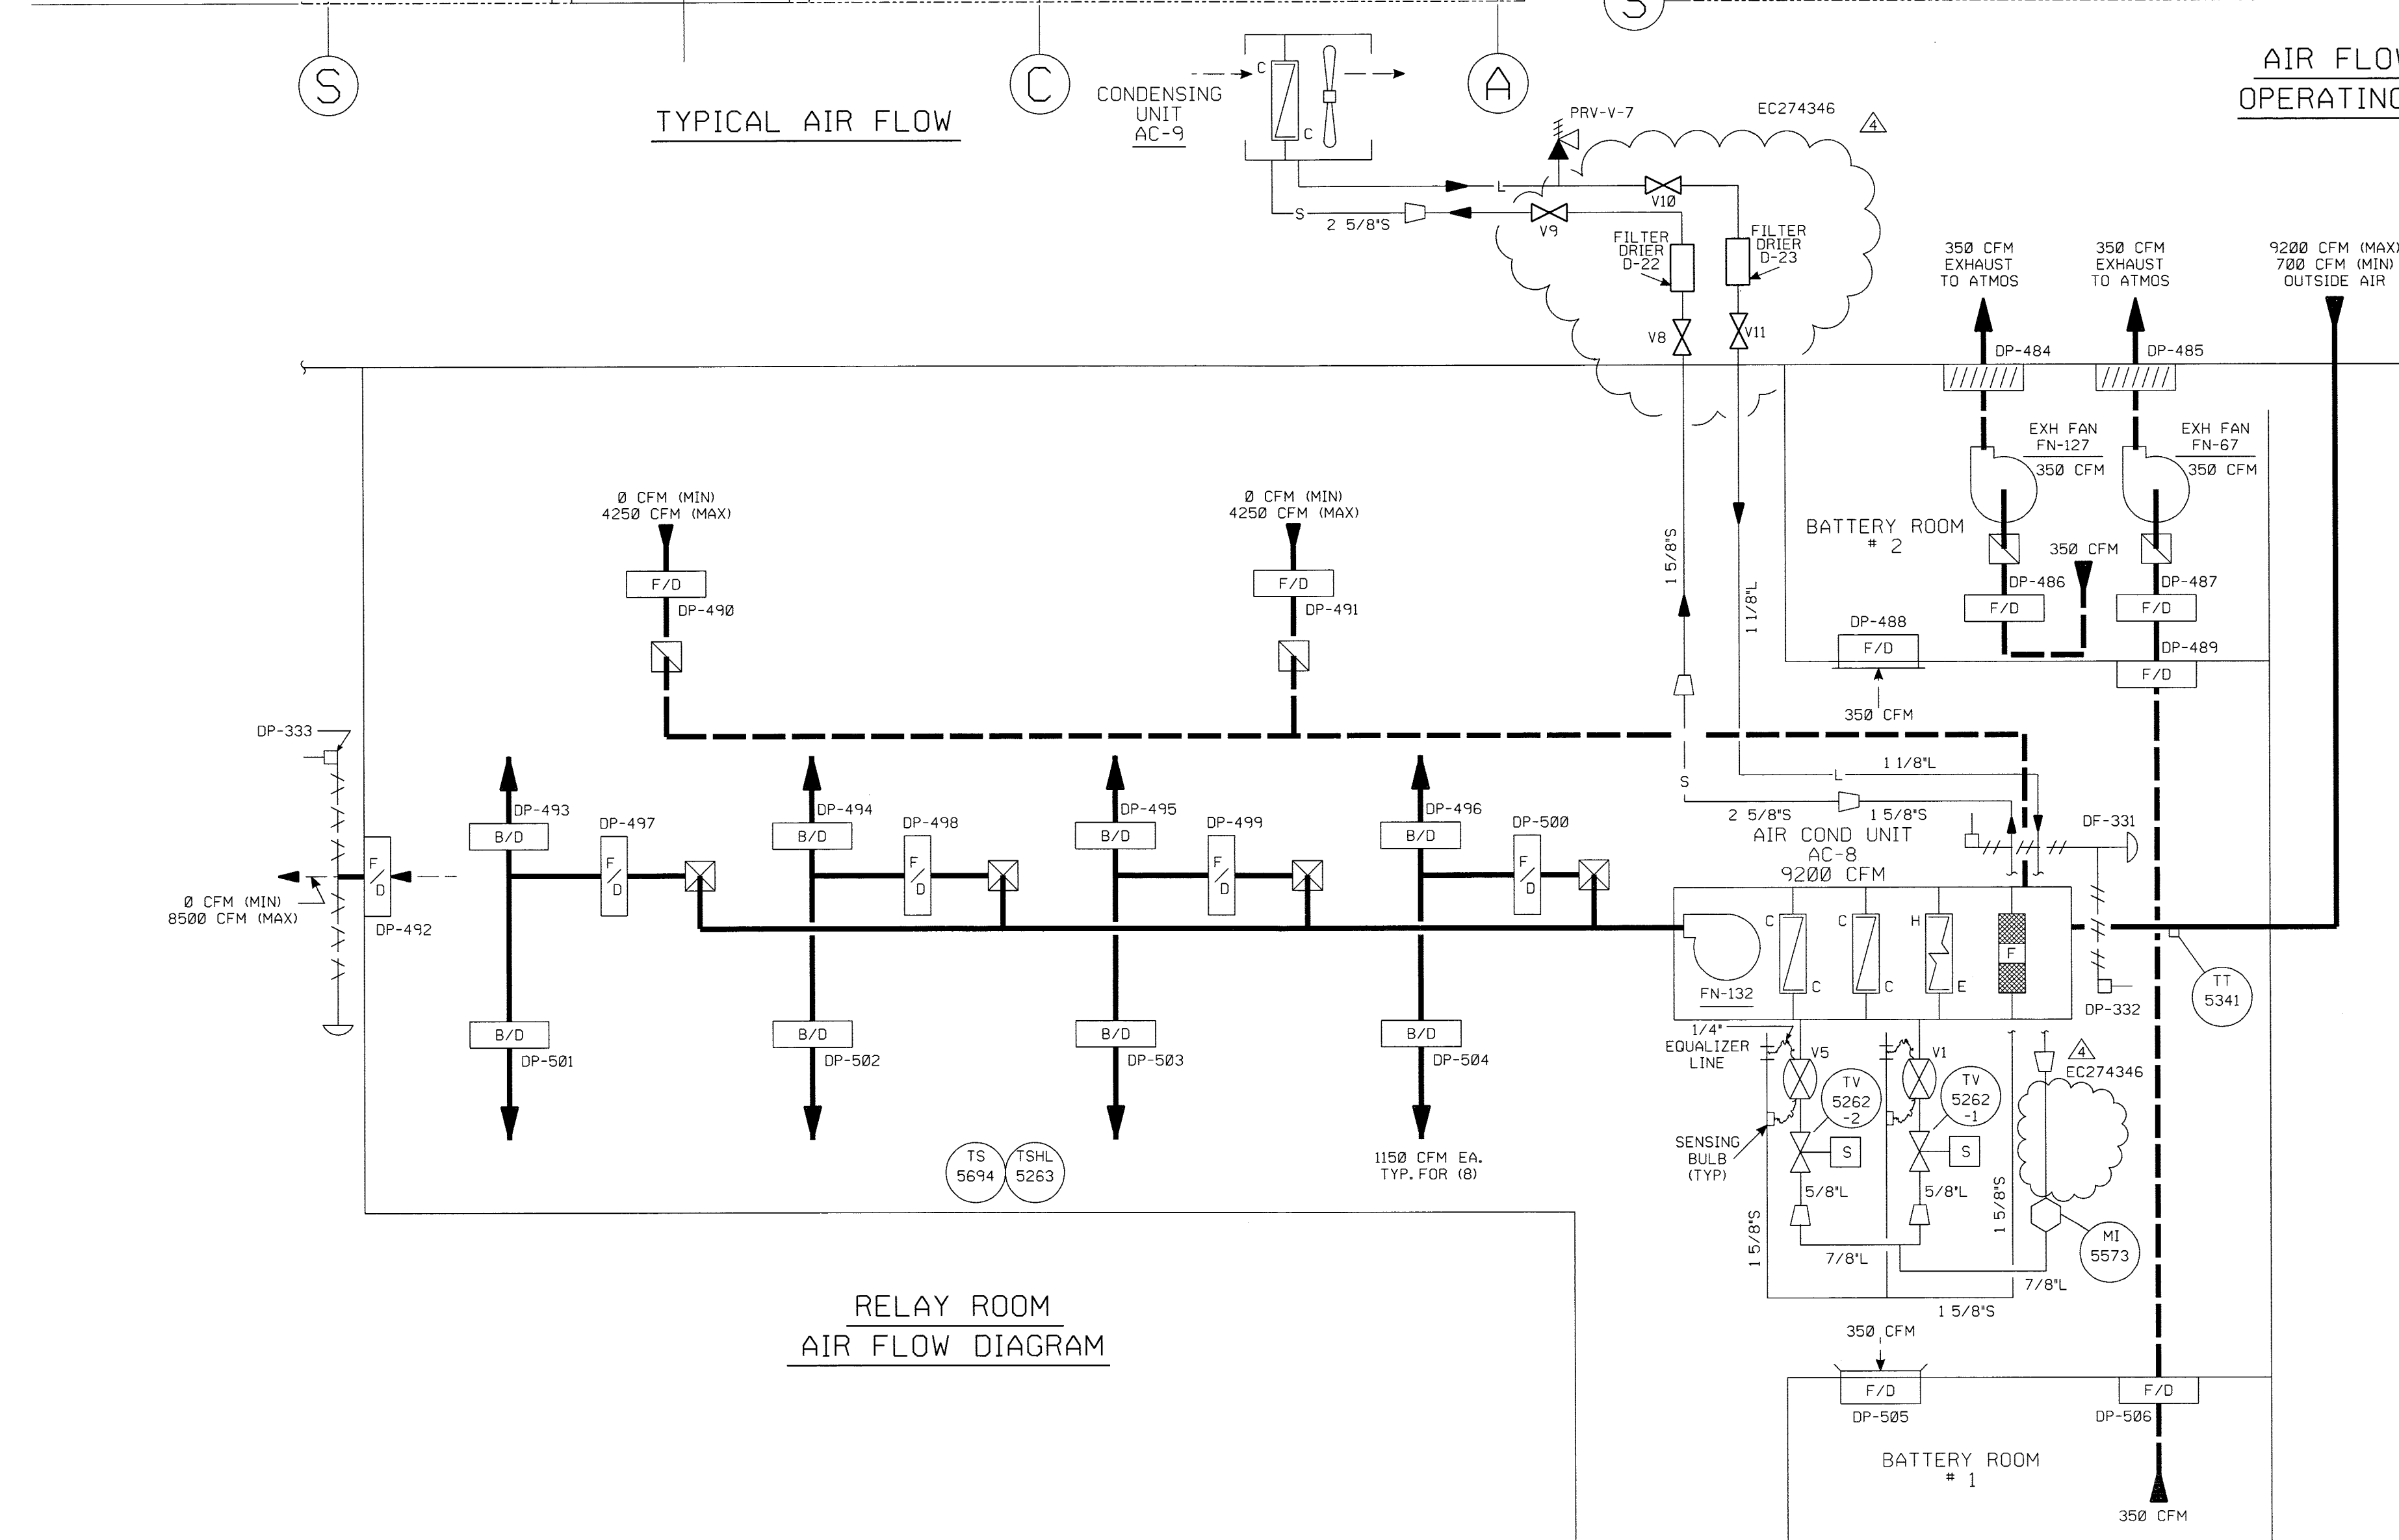 S
C
A
S
TYPICAL AIR FLOW
AIR FLOW
OPERATING
CONDENSING
UNIT
AC-9
C
C
PRV-V-7
EC274346
4
L
V10
S
2 5/8"S
V9
FILTER
DRIER
D-22
FILTER
DRIER
D-23
V8
V11
350 CFM
EXHAUST
TO ATMOS
350 CFM
EXHAUST
TO ATMOS
9200 CFM (MAX)
700 CFM (MIN)
OUTSIDE AIR
DP-484
DP-485
EXH FAN
FN-127
350 CFM
EXH FAN
FN-67
350 CFM
BATTERY ROOM
# 2
350 CFM
DP-486
F/D
DP-487
F/D
DP-488
F/D
350 CFM
DP-489
F/D
0 CFM (MIN)
4250 CFM (MAX)
F/D
DP-490
0 CFM (MIN)
4250 CFM (MAX)
F/D
DP-491
1 5/8"S
1 1/8"L
S
L
1 1/8"L
2 5/8"S
1 5/8"S
DP-333
F/D
0 CFM (MIN)
8500 CFM (MAX)
DP-492
DP-493
B/D
DP-497
F/D
DP-494
B/D
DP-498
F/D
DP-495
B/D
DP-499
F/D
DP-496
B/D
DP-500
F/D
AIR COND UNIT
AC-8
9200 CFM
DF-331
FN-132
C
C
C
C
H
E
F
DP-332
TT
5341
B/D
DP-501
B/D
DP-502
B/D
DP-503
B/D
DP-504
1/4"
EQUALIZER
LINE
V5
V1
TV
5262
-2
TV
5262
-1
4
EC274346
SENSING
BULB
(TYP)
S
S
TS
5694
TSHL
5263
1150 CFM EA.
TYP. FOR (8)
5/8"L
5/8"L
1 5/8"S
1 5/8"S
7/8"L
MI
5573
7/8"L
1 5/8"S
RELAY ROOM
AIR FLOW DIAGRAM
350 CFM
F/D
DP-505
F/D
DP-506
BATTERY ROOM
# 1
350 CFM